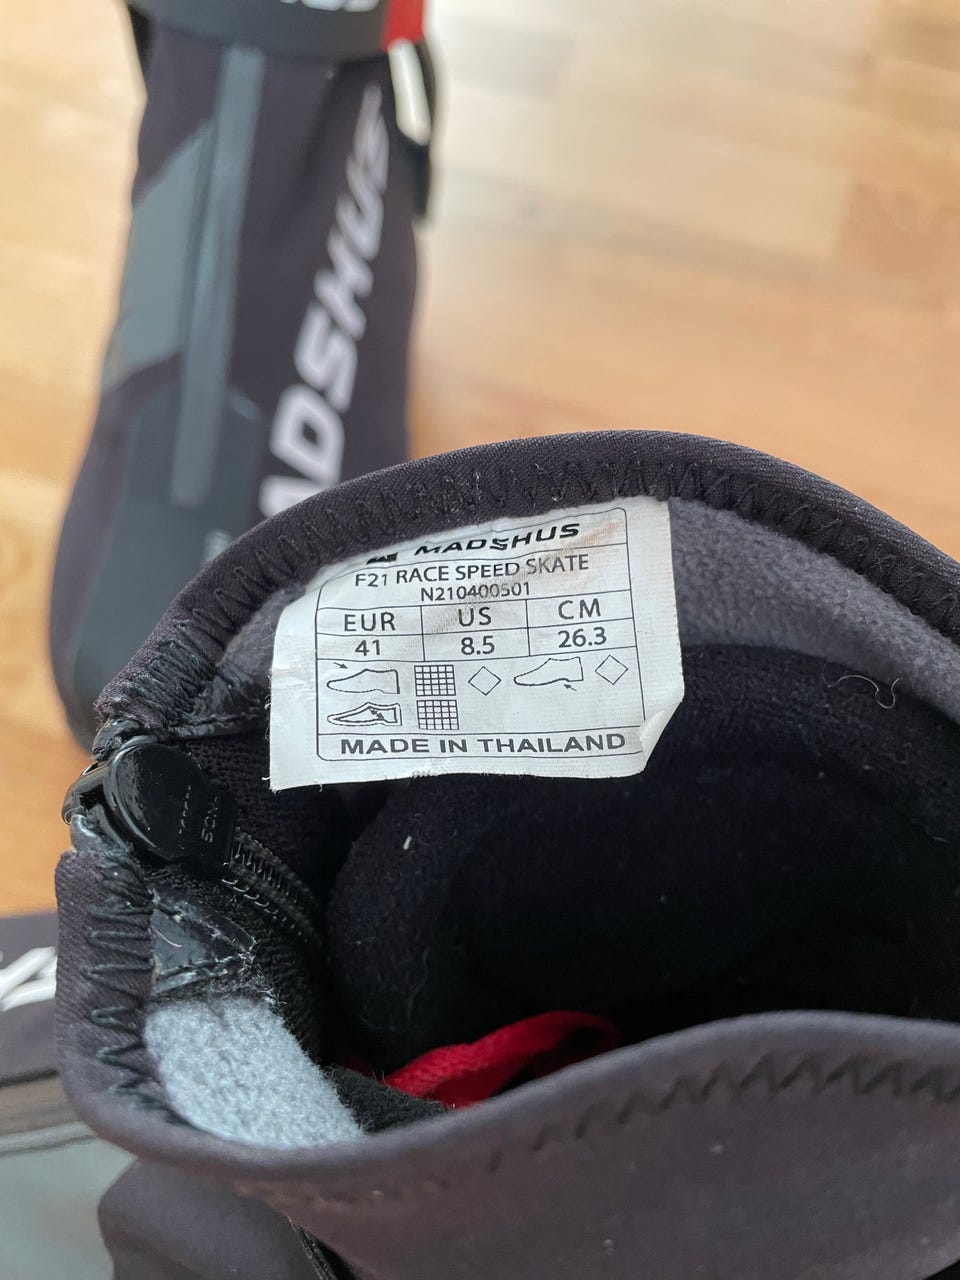 MADSHUS
MADSHUS
F21 RACE SPEED SKATE
N210400501
EUR US CM
41 8.5 26.3
MADE IN THAILAND